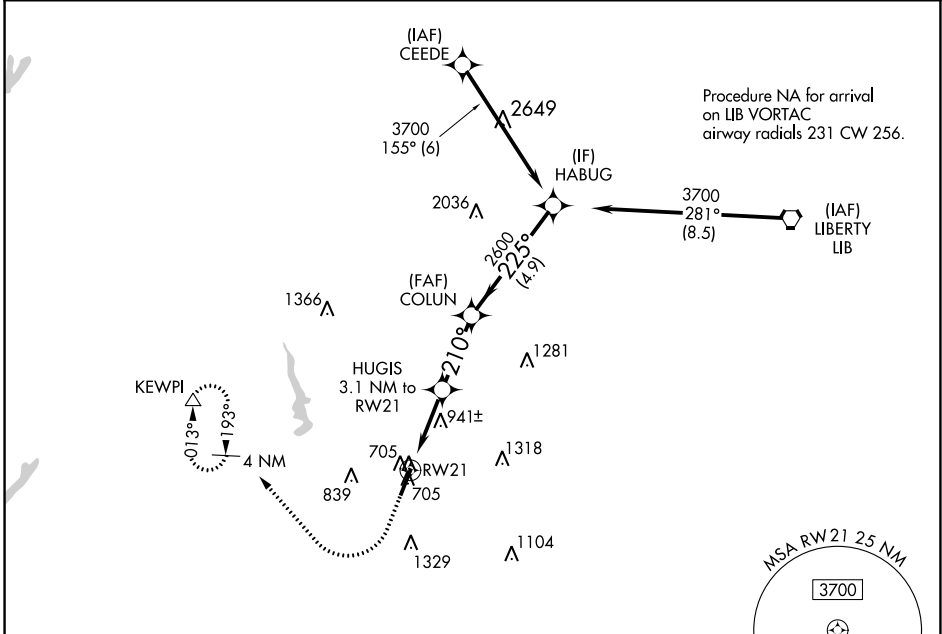 (IAF)
CEEDE
2649
3700
155° (6)
Procedure NA for arrival
on LIB VORTAC
airway radials 231 CW 256.
(IF)
HABUG
2036
3700
281°
(8.5)
(IAF)
LIBERTY
LIB
2600
225°
(4.9)
(FAF)
COLUN
1366
210°
1281
HUGIS
3.1 NM to
RW21
KEWPI
941±
013°
193°
4 NM
705
RW21
1318
839
705
1329
1104
MSA RW21 25 NM
3700